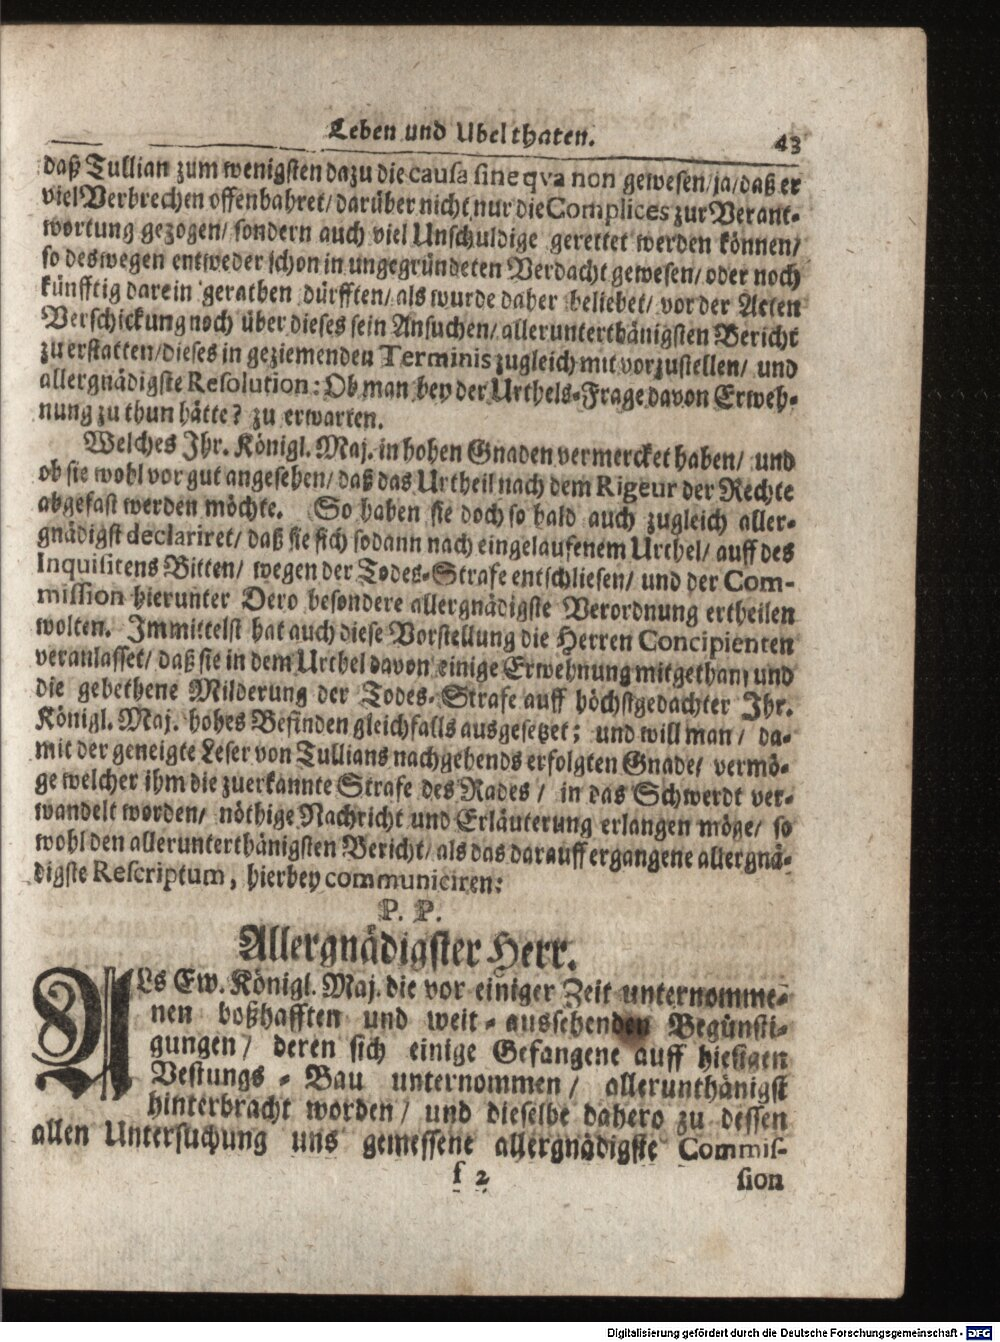 Leben und Ubelthaten. 43
daß Tullian zum wenigsten dazu die causa sine qva non gewesen/ ja/ daß er
viel Verbrechen offenbahret/ darüber nicht nur die Complices zur Verant-
wortung gezogen/ sondern auch viel Unschuldige gerettet werden können/
so deswegen entweder schon in ungegründeten Verdacht gewesen/ oder noch
künfftig darein gerathen dürfften/ als wurde daher beliebet/ vor der Acten
Verschickung noch über dieses sein Ansuchen/ allerunterthänigsten Bericht
zu erstatten/ dieses in geziemenden Terminis zugleich mit vorzustellen/ und
allergnädigste Resolution: Ob man bey der Urthels-Frage davon Erweh-
nung zu thun hätte? zu erwarten.
Welches Ihr. Königl. Maj. in hohen Gnaden vermercket haben/ und
ob sie wohl vor gut angesehen/ daß das Urtheil nach dem Rigeur der Rechte
abgefast werden möchte. So haben sie doch so bald auch zugleich aller-
gnädigst declariret/ daß sie sich sodann nach eingelaufenem Urthel/ auff des
Inquisitens Bitten/ wegen der Todes-Strafe entschliesen/ und der Com-
mission hierunter Dero besondere allergnädigste Verordnung ertheilen
wolten. Immittelst hat auch diese Vorstellung die Herren Concipienten
veranlasset/ daß sie in dem Urthel davon einige Erwehnung mitgethan/ und
die gebethene Milderung der Todes-Strafe auff höchstgedachter Ihr.
Königl. Maj. hohes Befinden gleichfalls ausgesetzet; und will man/ da-
mit der geneigte Leser von Tullians nachgehends erfolgten Gnade/ vermö-
ge welcher ihm die zuerkannte Strafe des Rades/ in das Schwerdt ver-
wandelt worden/ nöthige Nachricht und Erläuterung erlangen möge/ so
wohl den allerunterthänigsten Bericht/ als das darauff ergangene allergnä-
digste Rescriptum, hierbey communiciren:
P. P.
Allergnädigster Herr.
ALs Ew. Königl. Maj. die vor einiger Zeit unternomme-
nen boßhafften und weit-aussehenden Begünsti-
gungen/ deren sich einige Gefangene auff hiesigen
Vestungs-Bau unternommen/ allerunthänigst
hinterbracht worden/ und dieselbe dahero zu dessen
allen Untersuchung uns gemessene allergnädigste Commis-
f 2 sion
Digitalisierung gefördert durch die Deutsche Forschungsgemeinschaft - DFG